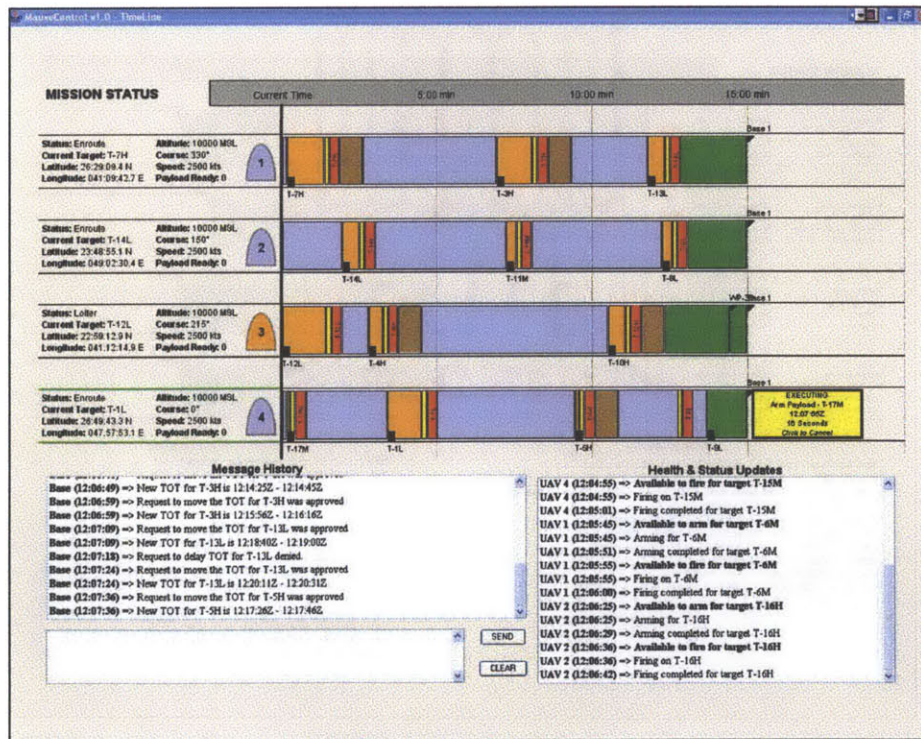 MauveControl v1.0 - TimeLine
MISSION STATUS
Current Time 5:00 min 10:00 min 15:00 min
Base 1
Status: Enroute Altitude: 10000 MSL
Current Target: T-7H Course: 330°
Latitude: 26:29:09.4 N Speed: 2500 kts
Longitude: 041:09:42.7 E Payload Ready: 0
1
T-7H T-3H T-13L
Base 1
Status: Enroute Altitude: 10000 MSL
Current Target: T-14L Course: 150°
Latitude: 23:48:55.1 N Speed: 2500 kts
Longitude: 049:02:30.4 E Payload Ready: 0
2
T-14L T-11M T-8L
Base 1
Status: Loiter Altitude: 10000 MSL
Current Target: T-12L Course: 215°
Latitude: 22:59:12.9 N Speed: 2500 kts
Longitude: 041:12:14.9 E Payload Ready: 0
3
T-12L T-4H T-10H
Base 1
Status: Enroute Altitude: 10000 MSL
Current Target: T-1L Course: 0°
Latitude: 26:49:43.3 N Speed: 2500 kts
Longitude: 047:57:53.1 E Payload Ready: 0
4
T-17M T-1L T-5H T-9L
EXECUTING
Arm Payload - T-17M
12:07:05Z
Seconds
Click to Cancel
Message History
Base (12:06:49) => New TOT for T-3H is 12:14:25Z - 12:14:45Z
Base (12:06:59) => Request to move the TOT for T-3H was approved
Base (12:06:59) => New TOT for T-3H is 12:15:56Z - 12:16:16Z
Base (12:07:09) => Request to move the TOT for T-13L was approved
Base (12:07:09) => New TOT for T-13L is 12:18:40Z - 12:19:00Z
Base (12:07:18) => Request to delay TOT for T-13L denied.
Base (12:07:24) => Request to move the TOT for T-13L was approved
Base (12:07:24) => New TOT for T-13L is 12:20:11Z - 12:20:31Z
Base (12:07:36) => Request to move the TOT for T-5H was approved
Base (12:07:36) => New TOT for T-5H is 12:17:26Z - 12:17:46Z
SEND
CLEAR
Health & Status Updates
UAV 4 (12:04:55) => Available to fire for target T-15M
UAV 4 (12:04:55) => Firing on T-15M
UAV 4 (12:05:01) => Firing completed for target T-15M
UAV 1 (12:05:45) => Available to arm for target T-6M
UAV 1 (12:05:45) => Arming for T-6M
UAV 1 (12:05:51) => Arming completed for target T-6M
UAV 1 (12:05:55) => Available to fire for target T-6M
UAV 1 (12:05:55) => Firing on T-6M
UAV 1 (12:06:00) => Firing completed for target T-6M
UAV 2 (12:06:25) => Available to arm for target T-16H
UAV 2 (12:06:25) => Arming for T-16H
UAV 2 (12:06:29) => Arming completed for target T-16H
UAV 2 (12:06:36) => Available to fire for target T-16H
UAV 2 (12:06:36) => Firing on T-16H
UAV 2 (12:06:42) => Firing completed for target T-16H